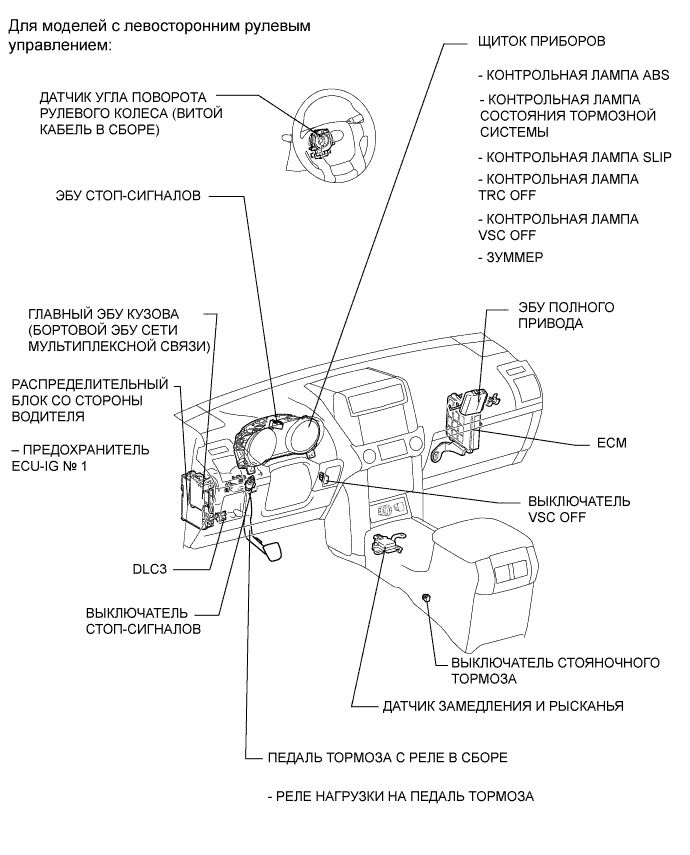 Для моделей с левосторонним рулевым
управлением:
ЩИТОК ПРИБОРОВ
- КОНТРОЛЬНАЯ ЛАМПА ABS
- КОНТРОЛЬНАЯ ЛАМПА
СОСТОЯНИЯ ТОРМОЗНОЙ
СИСТЕМЫ
- КОНТРОЛЬНАЯ ЛАМПА SLIP
- КОНТРОЛЬНАЯ ЛАМПА
TRC OFF
- КОНТРОЛЬНАЯ ЛАМПА
VSC OFF
- ЗУММЕР
ДАТЧИК УГЛА ПОВОРОТА
РУЛЕВОГО КОЛЕСА (ВИТОЙ
КАБЕЛЬ В СБОРЕ)
ЭБУ СТОП-СИГНАЛОВ
ЭБУ ПОЛНОГО
ПРИВОДА
ГЛАВНЫЙ ЭБУ КУЗОВА
(БОРТОВОЙ ЭБУ СЕТИ
МУЛЬТИПЛЕКСНОЙ СВЯЗИ)
РАСПРЕДЕЛИТЕЛЬНЫЙ
БЛОК СО СТОРОНЫ
ВОДИТЕЛЯ
– ПРЕДОХРАНИТЕЛЬ
ECU-IG № 1
ECM
ВЫКЛЮЧАТЕЛЬ
VSC OFF
DLC3
ВЫКЛЮЧАТЕЛЬ
СТОП-СИГНАЛОВ
ВЫКЛЮЧАТЕЛЬ СТОЯНОЧНОГО
ТОРМОЗА
ДАТЧИК ЗАМЕДЛЕНИЯ И РЫСКАНЬЯ
ПЕДАЛЬ ТОРМОЗА С РЕЛЕ В СБОРЕ
- РЕЛЕ НАГРУЗКИ НА ПЕДАЛЬ ТОРМОЗА